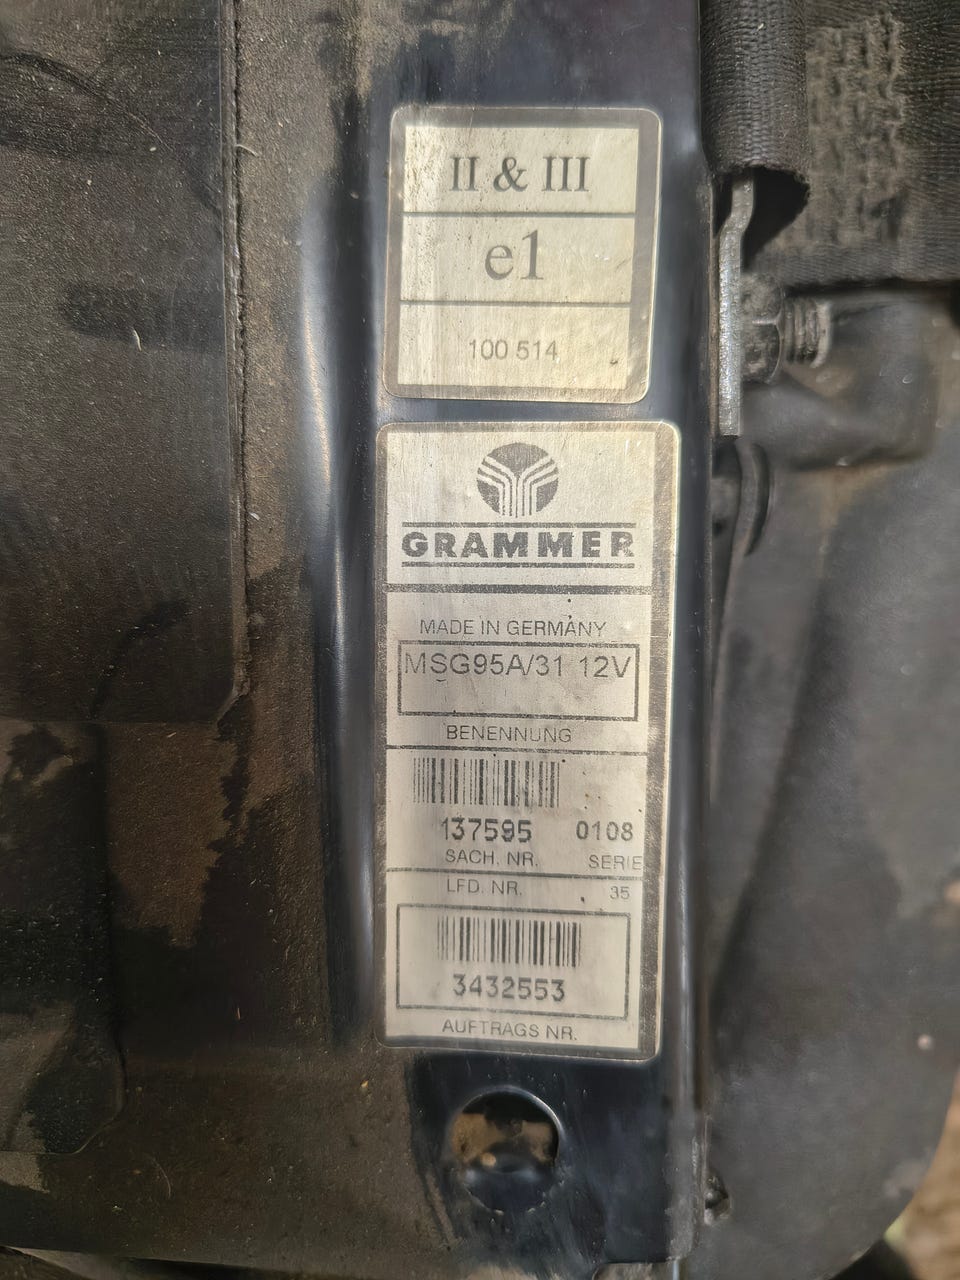 II & III
e1
100 514
GRAMMER
MADE IN GERMANY
MSG95A/31 12V
BENENNUNG
137595 0108
SACH. NR. SERIE
LFD. NR. 35
3432553
AUFTRAGS NR.